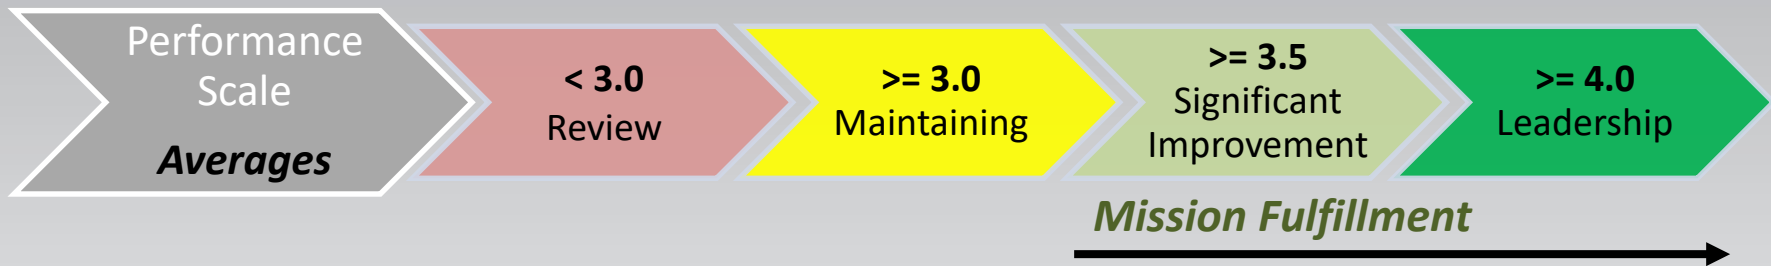 Performance
Scale
Averages
< 3.0
Review
>= 3.0
Maintaining
>= 3.5
Significant
Improvement
>= 4.0
Leadership
Mission Fulfillment